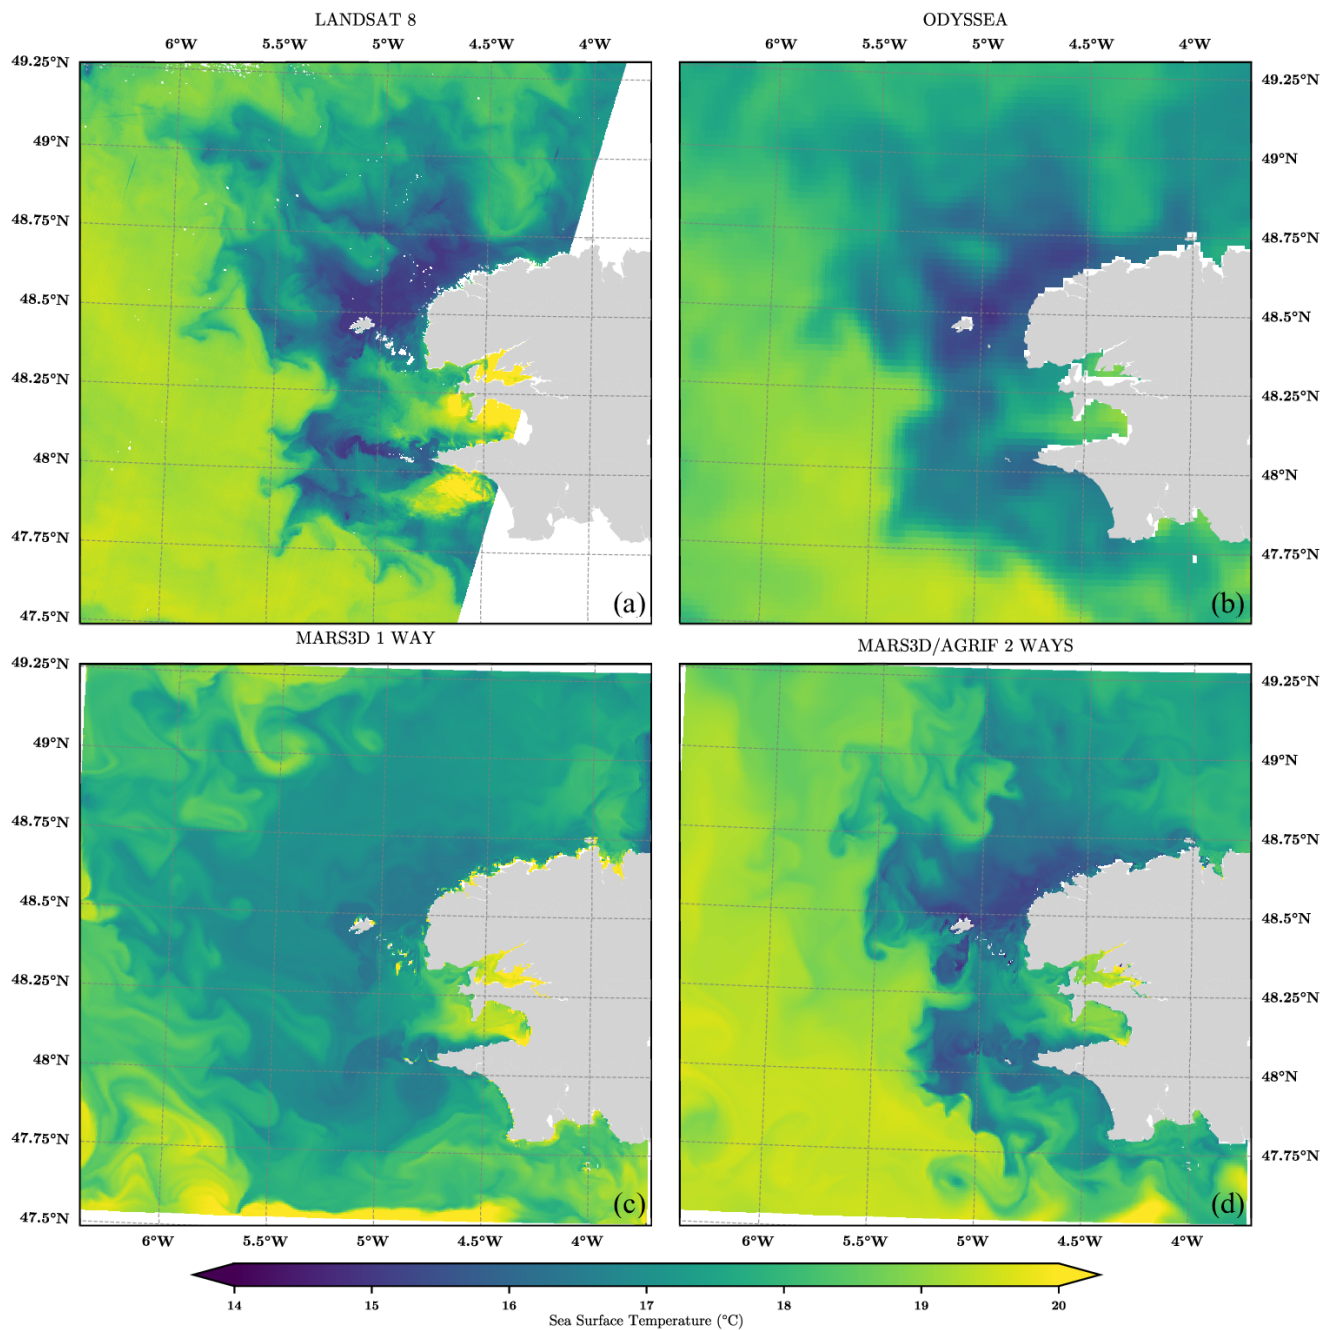 LANDSAT 8
ODYSSEA
6°W 5.5°W 5°W 4.5°W 4°W
6°W 5.5°W 5°W 4.5°W 4°W
49.25°N
49°N
48.75°N
48.5°N
48.25°N
48°N
47.75°N
47.5°N
(a)
49.25°N
49°N
48.75°N
48.5°N
48.25°N
48°N
47.75°N
(b)
MARS3D 1 WAY
MARS3D/AGRIF 2 WAYS
49.25°N
49°N
48.75°N
48.5°N
48.25°N
48°N
47.75°N
47.5°N
(c)
49.25°N
49°N
48.75°N
48.5°N
48.25°N
48°N
47.75°N
(d)
6°W 5.5°W 5°W 4.5°W 4°W
6°W 5.5°W 5°W 4.5°W 4°W
14 15 16 17 18 19 20
Sea Surface Temperature (°C)